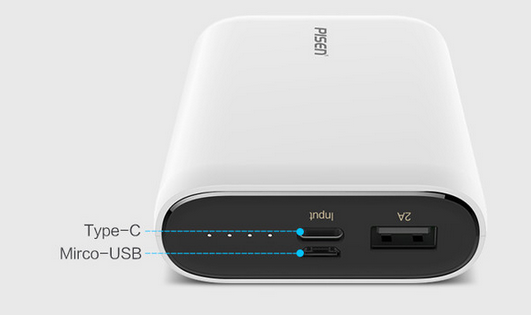 PISEN
Input
2A
Type-C
Mirco-USB